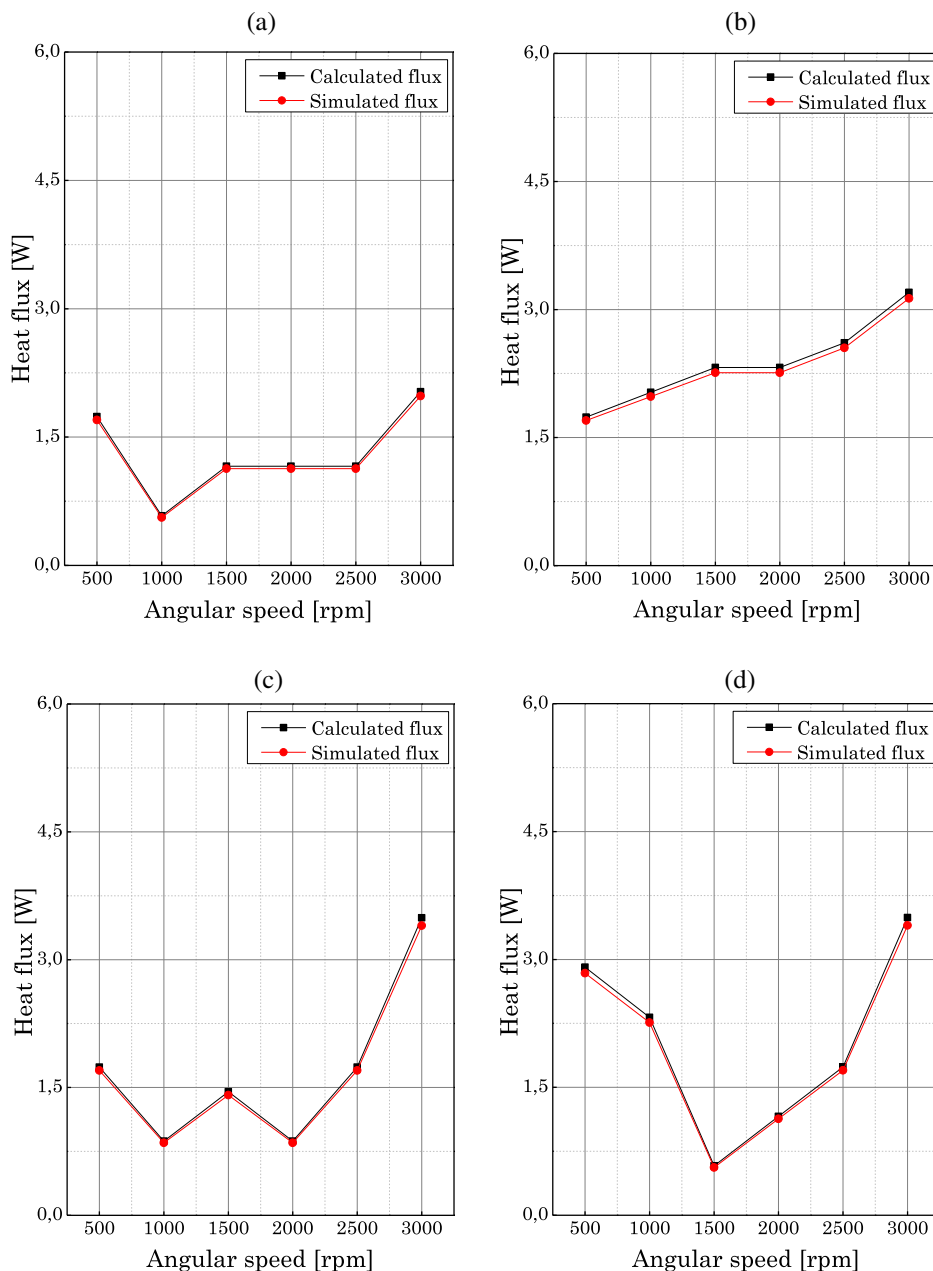 (a)
6,0
Calculated flux
Simulated flux
4,5
3,0
1,5
0,0
Heat flux [W]
500 1000 1500 2000 2500 3000
Angular speed [rpm]
(b)
6,0
Calculated flux
Simulated flux
4,5
3,0
1,5
0,0
Heat flux [W]
500 1000 1500 2000 2500 3000
Angular speed [rpm]
(c)
6,0
Calculated flux
Simulated flux
4,5
3,0
1,5
0,0
Heat flux [W]
500 1000 1500 2000 2500 3000
Angular speed [rpm]
(d)
6,0
Calculated flux
Simulated flux
4,5
3,0
1,5
0,0
Heat flux [W]
500 1000 1500 2000 2500 3000
Angular speed [rpm]